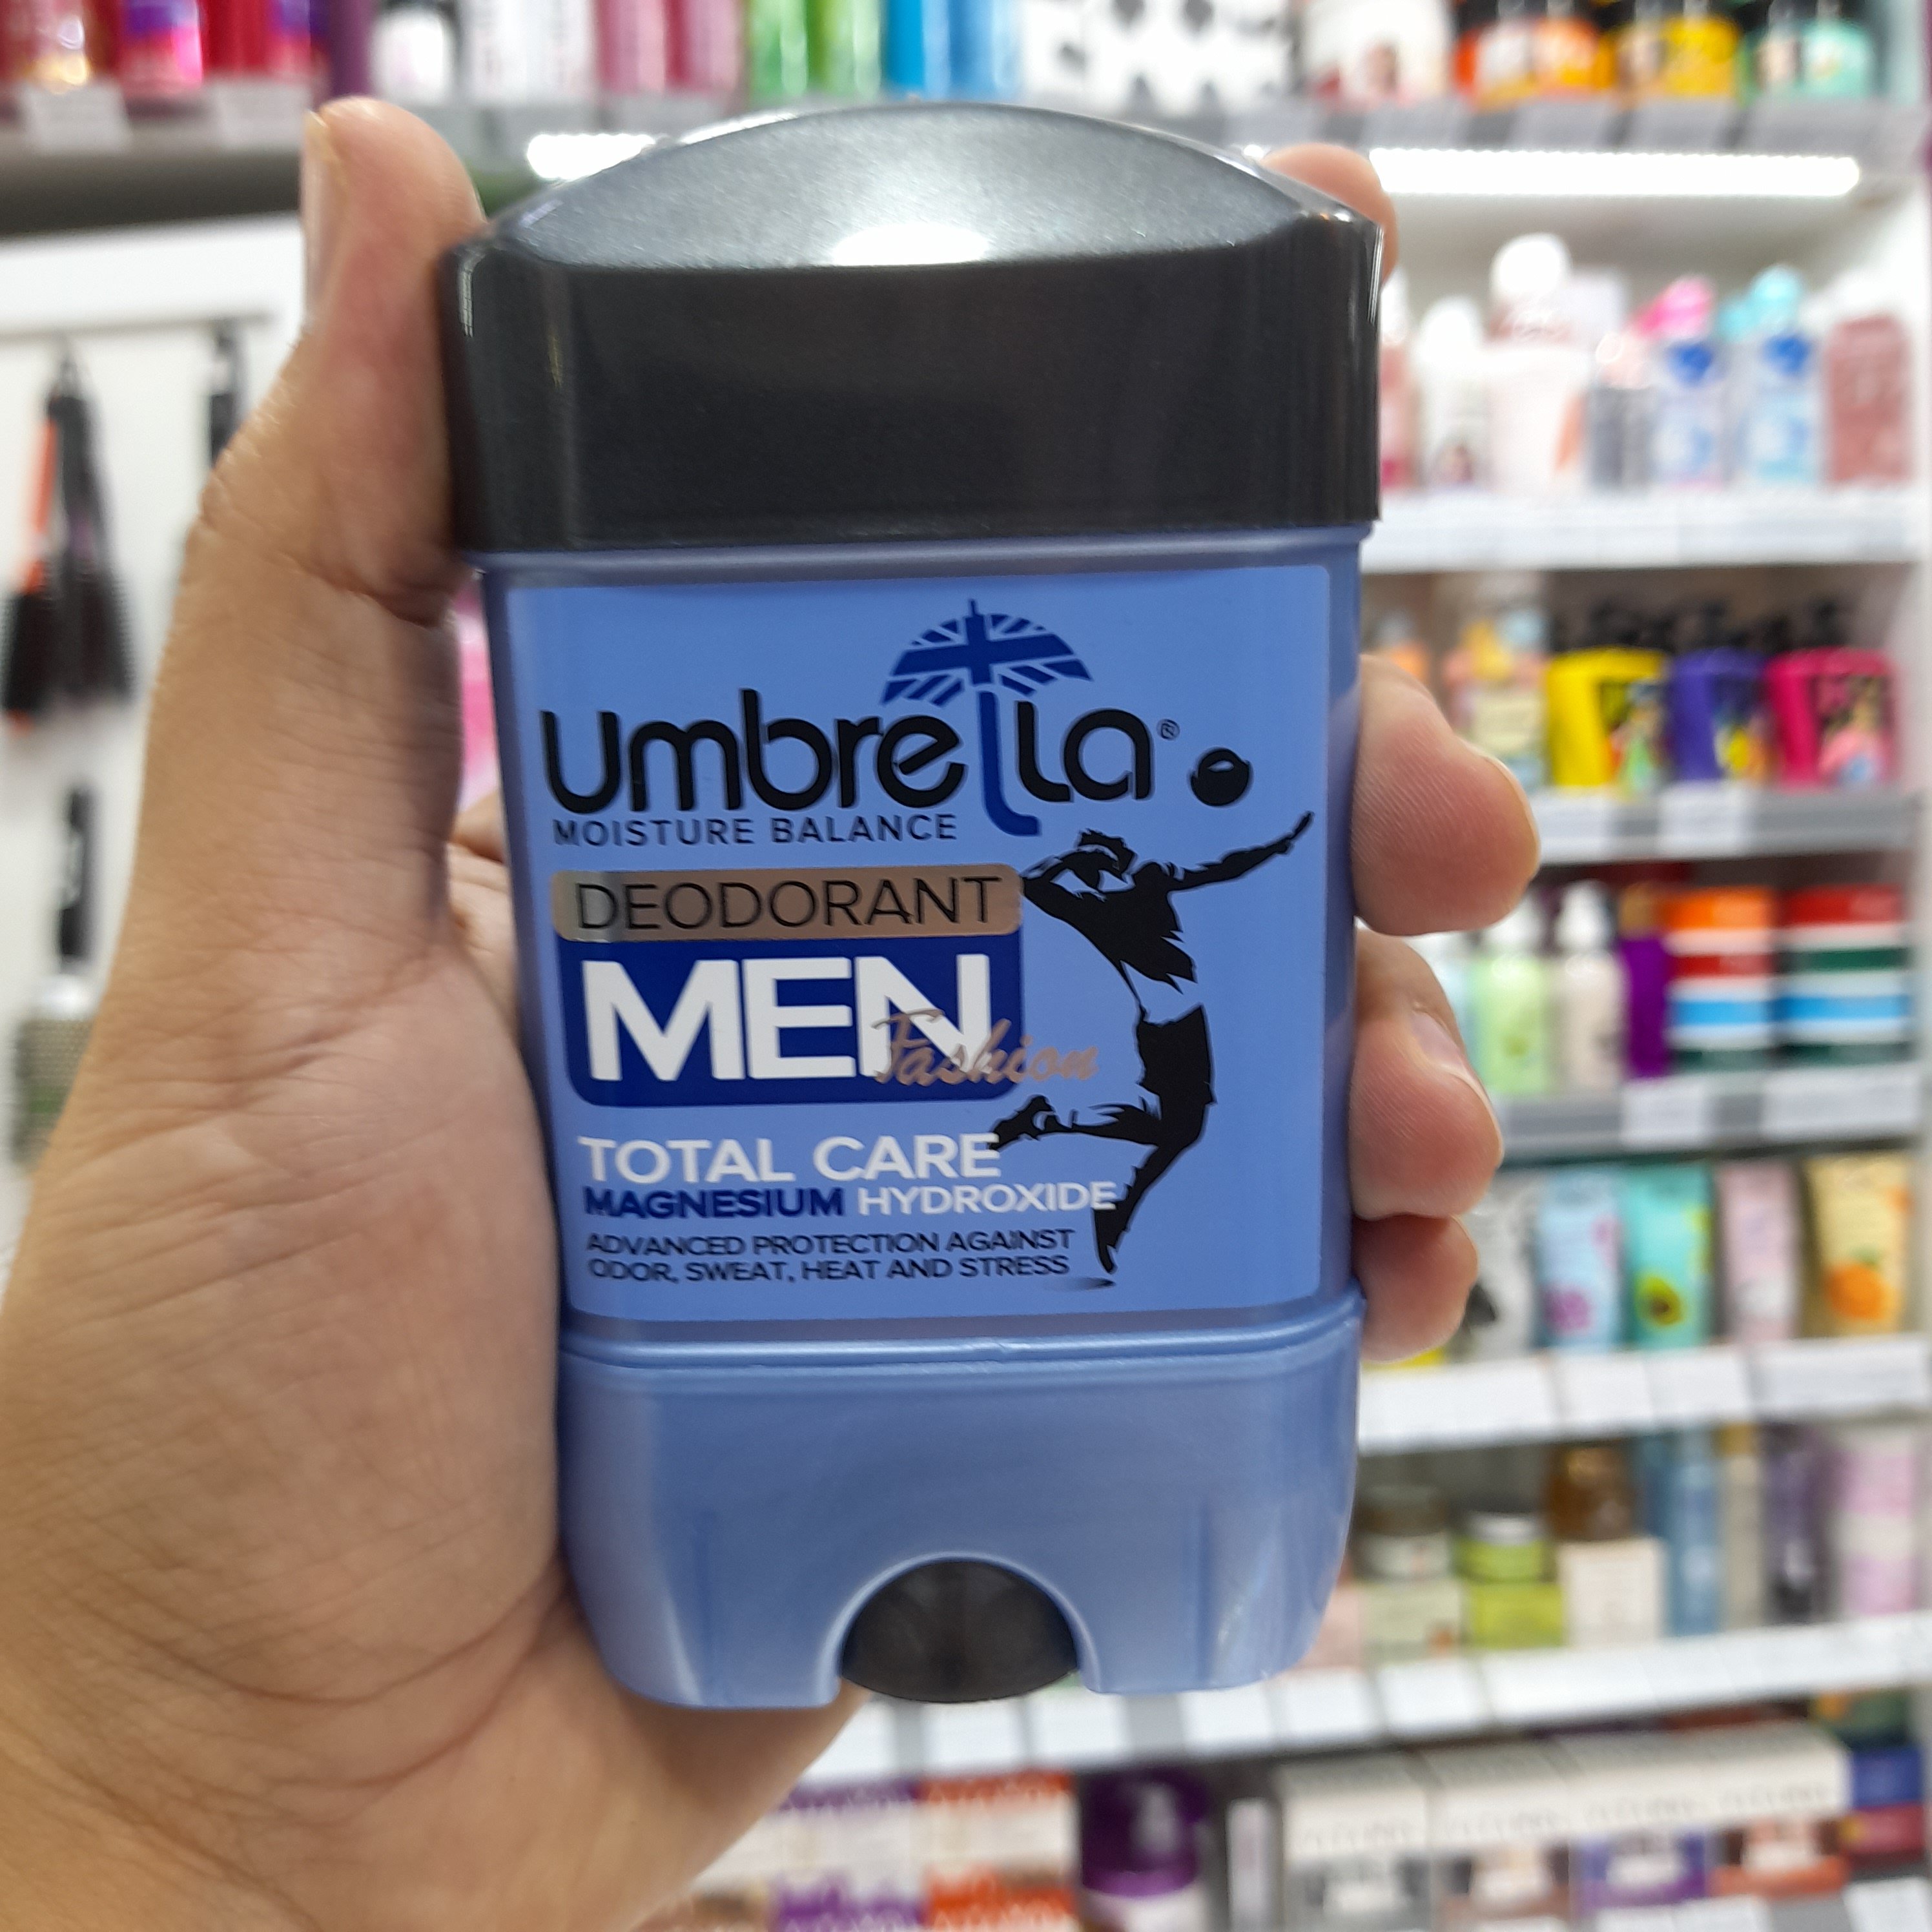 umbrella®
MOISTURE BALANCE
DEODORANT
MEN
Fashion
TOTAL CARE
MAGNESIUM HYDROXIDE
ADVANCED PROTECTION AGAINST
ODOR, SWEAT, HEAT AND STRESS